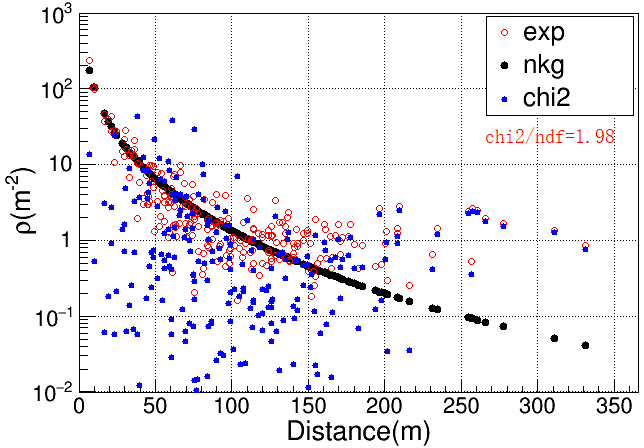 10³
10²
10
1
10⁻¹
10⁻²
ρ(m⁻²)
exp
nkg
chi2
chi2/ndf=1.98
0 50 100 150 200 250 300 350
Distance(m)